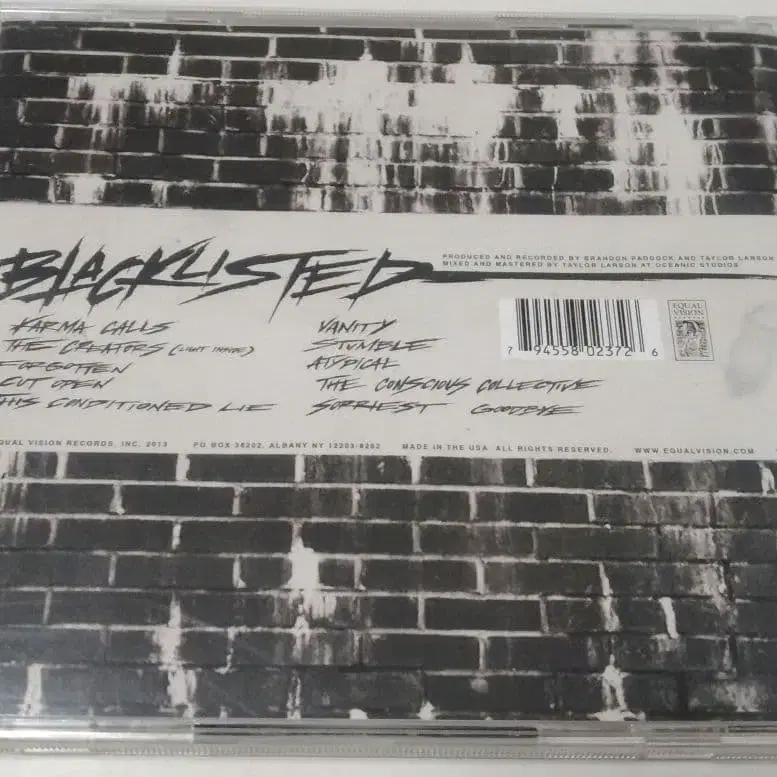 BLACKLISTED
PRODUCED AND RECORDED BY BRANDON PADDOCK AND TAYLOR LARSON
MIXED AND MASTERED BY TAYLOR LARSON AT OCEANIC STUDIOS
KARMA CALLS
THE CREATORS (LIGHT INSIDE)
FORGOTTEN
CUT OPEN
THIS CONDITIONED LIE
VANITY
STUMBLE
ATYPICAL
THE CONSCIOUS COLLECTIVE
SORRIEST GOODBYE
7 94558 02372 6
EQUAL
VISION
EQUAL VISION RECORDS, INC. 2013 PO BOX 38202, ALBANY NY 12203-8202 MADE IN THE USA ALL RIGHTS RESERVED. WWW.EQUALVISION.COM